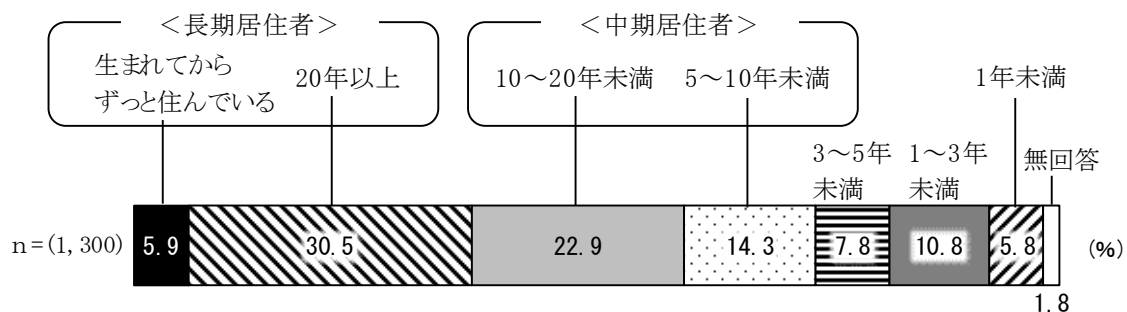 ＜長期居住者＞
＜中期居住者＞
生まれてから
ずっと住んでいる
20年以上
10～20年未満
5～10年未満
3～5年
未満
1～3年
未満
1年未満
無回答
n=(1,300)
5.9
30.5
22.9
14.3
7.8
10.8
5.8
(%)
1.8